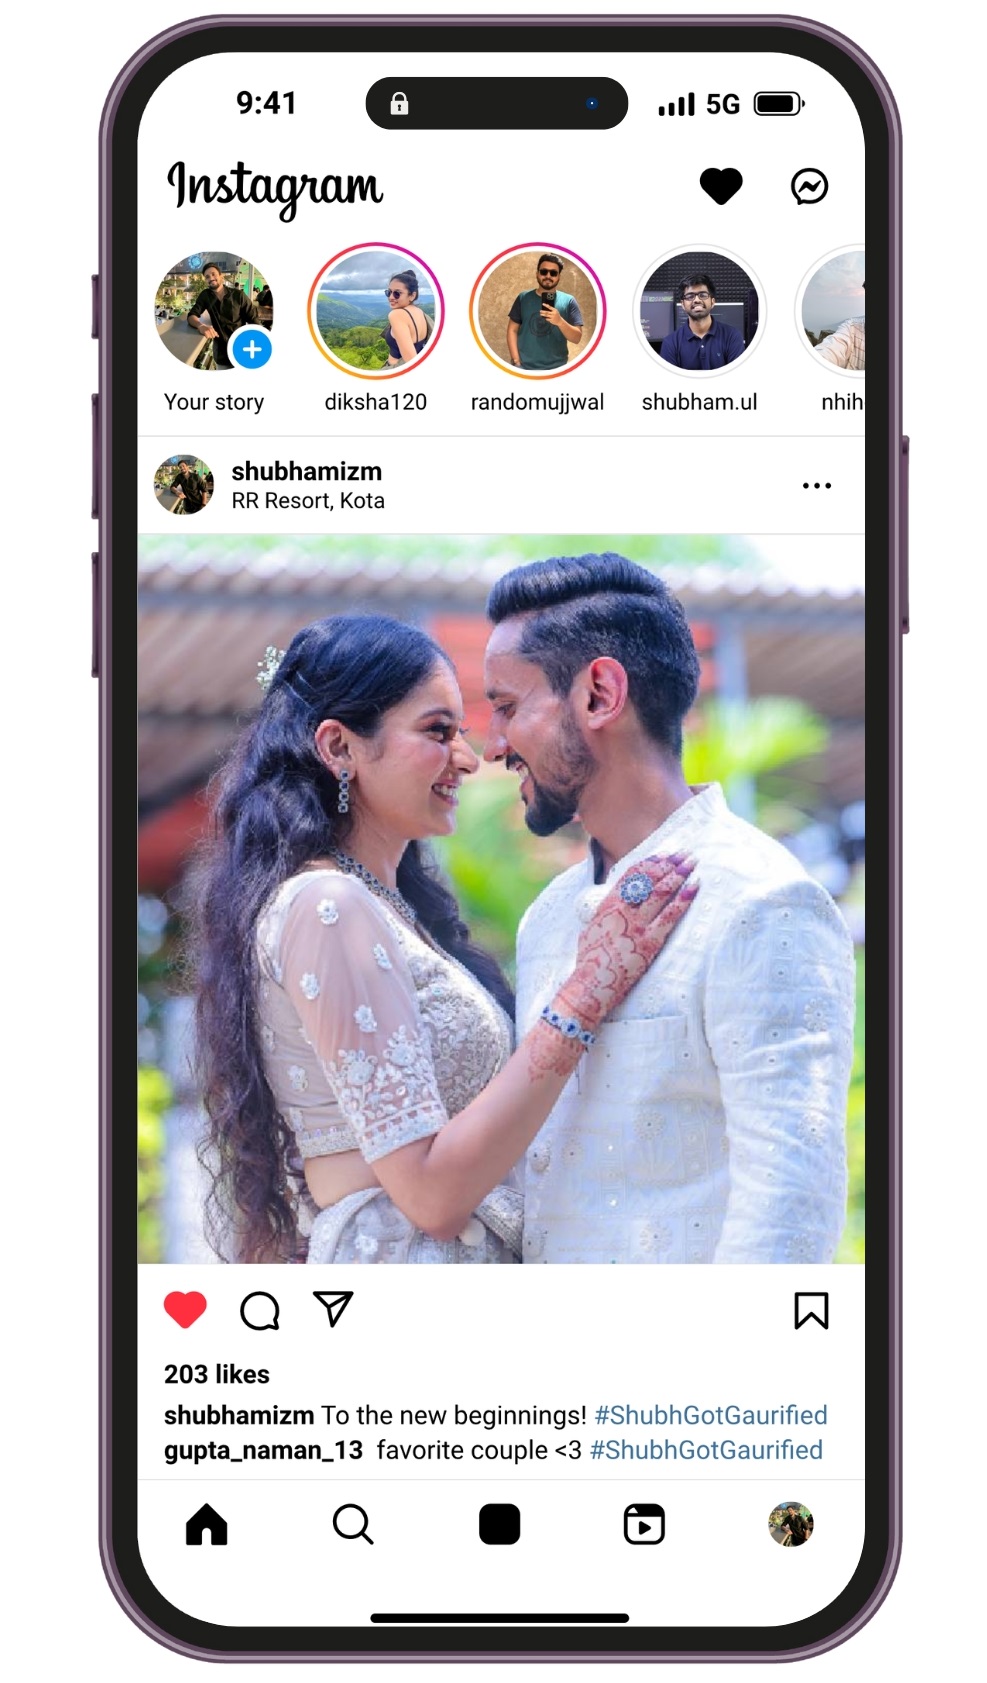 9:41
5G
Instagram
Your story
diksha120
randomujjwal
shubham.ul
nhih
shubhamizm
RR Resort, Kota
203 likes
shubhamizm To the new beginnings! #ShubhGotGaurified
gupta_naman_13 favorite couple <3 #ShubhGotGaurified